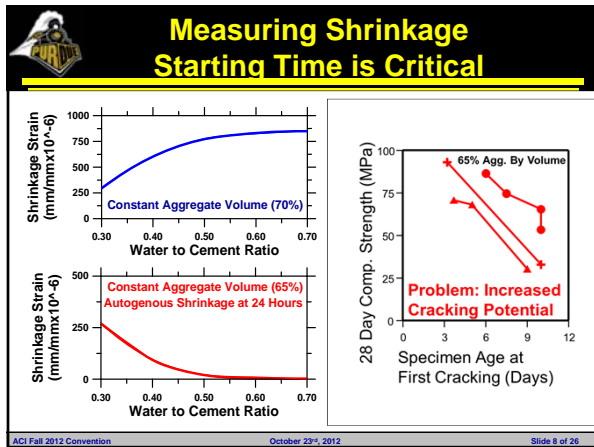 PURDUE
Measuring Shrinkage
Starting Time is Critical
Shrinkage Strain
(mm/mmx10^-6)
1000
750
500
250
0
Constant Aggregate Volume (70%)
0.30 0.40 0.50 0.60 0.70
Water to Cement Ratio
Shrinkage Strain
(mm/mmx10^-6)
500
250
0
Constant Aggregate Volume (65%)
Autogenous Shrinkage at 24 Hours
0.30 0.40 0.50 0.60 0.70
Water to Cement Ratio
28 Day Comp. Strength (MPa)
100
75
50
25
0
65% Agg. By Volume
Problem: Increased
Cracking Potential
0 3 6 9 12
Specimen Age at
First Cracking (Days)
ACI Fall 2012 Convention
October 23rd, 2012
Slide 8 of 26